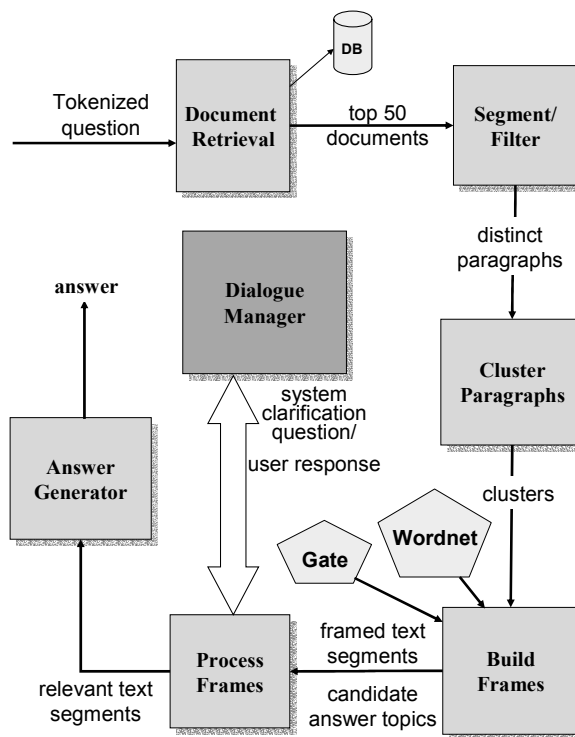 DB
Tokenized
question
Document
Retrieval
top 50
documents
Segment/
Filter
distinct
paragraphs
Dialogue
Manager
answer
Cluster
Paragraphs
system
clarification
question/
user response
Answer
Generator
clusters
Wordnet
Gate
framed text
segments
Process
Frames
Build
Frames
relevant text
segments
candidate
answer topics